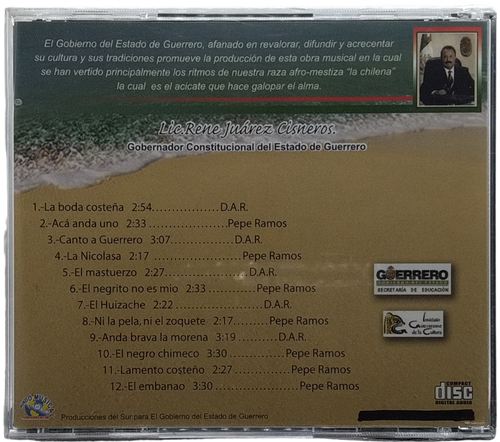 El Gobierno del Estado de Guerrero, afanado en revalorar, difundir y acrecentar
su cultura y sus tradiciones promueve la producción de esta obra musical en la cual
se han vertido principalmente los ritmos de nuestra raza afro-mestiza "la chilena"
la cual es el acicate que hace galopar el alma.
Lic.Rene Juárez Cisneros.
Gobernador Constitucional del Estado de Guerrero
1.-La boda costeña 2:54..................D.A.R.
2.-Acá anda uno 2:33....................Pepe Ramos
3.-Canto a Guerrero 3:07...............D.A.R.
4.-La Nicolasa 2:17 .................Pepe Ramos
5.-El mastuerzo 2:27....................D.A.R.
6.-El negrito no es mio 2:33............Pepe Ramos
7.-El Huizache 2:22 ....................D.A.R.
8.-Ni la pela, ni el zoquete 2:17......Pepe Ramos
9.-Anda brava la morena 3:19 ........D.A.R.
10.-El negro chimeco 3:30.............Pepe Ramos
11.-Lamento costeño 2:27.............Pepe Ramos
12.-El embanao 3:30....................Pepe Ramos
GUERRERO
SECRETARÍA DE EDUCACIÓN
Instituto
Guerrerense
de la Cultura
COMPACT
disc
DIGITAL AUDIO
Producciones del Sur para El Gobierno del Estado de Guerrero